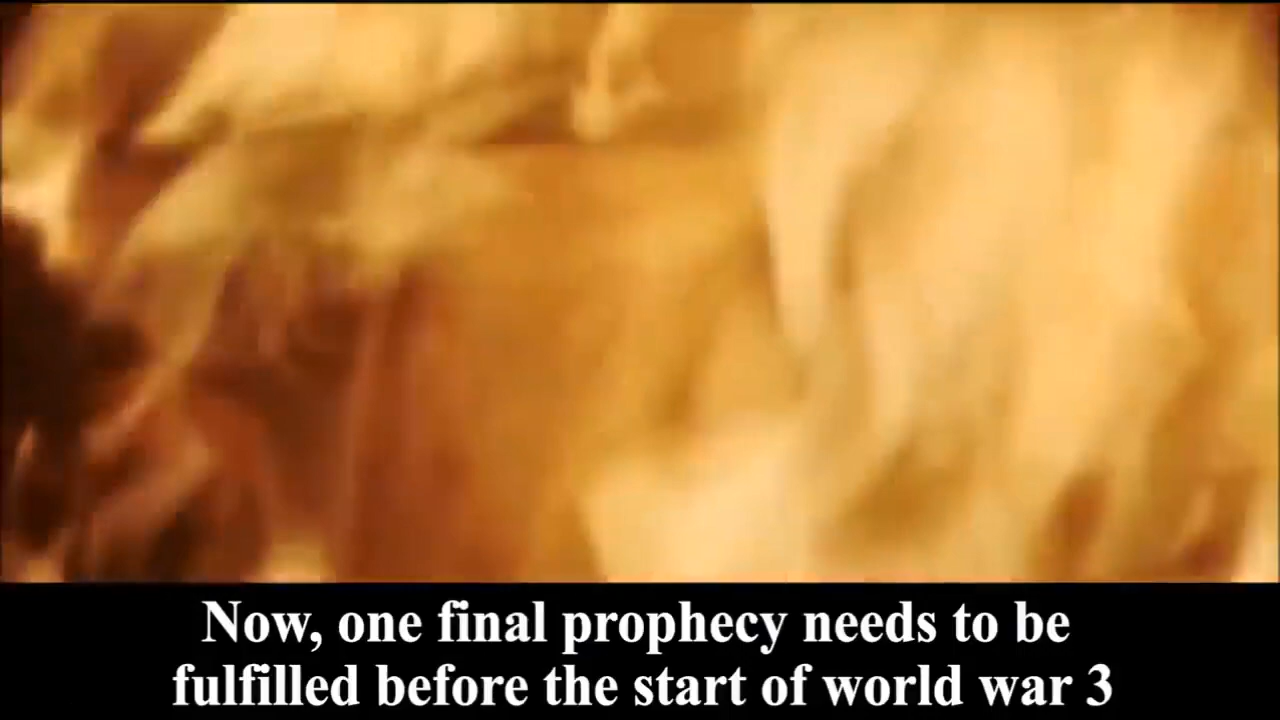 Now, one final prophecy needs to be
fulfilled before the start of world war 3